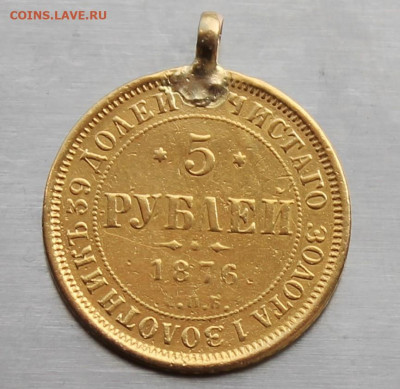 COINS.LAVE.RU
ЧИСТАГО ЗОЛОТА 1 ЗОЛОТНИКЪ 39 ДОЛЕЙ
5
РУБЛЕЙ
1876